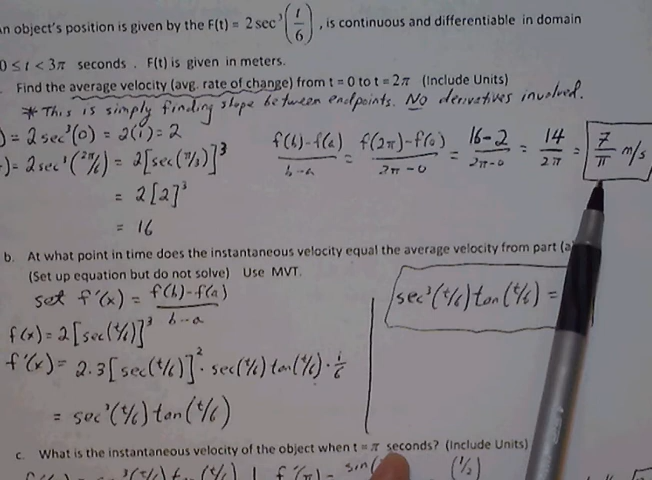 n object's position is given by the F(t) = 2 sec³(t/6) , is continuous and differentiable in domain
0 ≤ t < 3π seconds . F(t) is given in meters.
Find the average velocity (avg. rate of change) from t = 0 to t = 2π (Include Units)
* This is simply finding slope between endpoints. No derivatives involved.
) = 2 sec³(0) = 2(1) = 2
f(b)-f(a)/b-a = f(2π)-f(0)/2π-0 = 16-2/2π-0 = 14/2π = 7/π m/s
) = 2 sec³(2π/6) = 2[sec(π/3)]³
= 2[2]³
= 16
b. At what point in time does the instantaneous velocity equal the average velocity from part (a
(Set up equation but do not solve) Use MVT.
set f'(x) = f(b)-f(a)/b-a
sec³(t/6) tan(t/6) =
f(x) = 2[sec(t/6)]³
f'(x) = 2·3[sec(t/6)]² · sec(t/6) tan(t/6) · 1/6
= sec³(t/6) tan(t/6)
c. What is the instantaneous velocity of the object when t = π seconds? (Include Units)